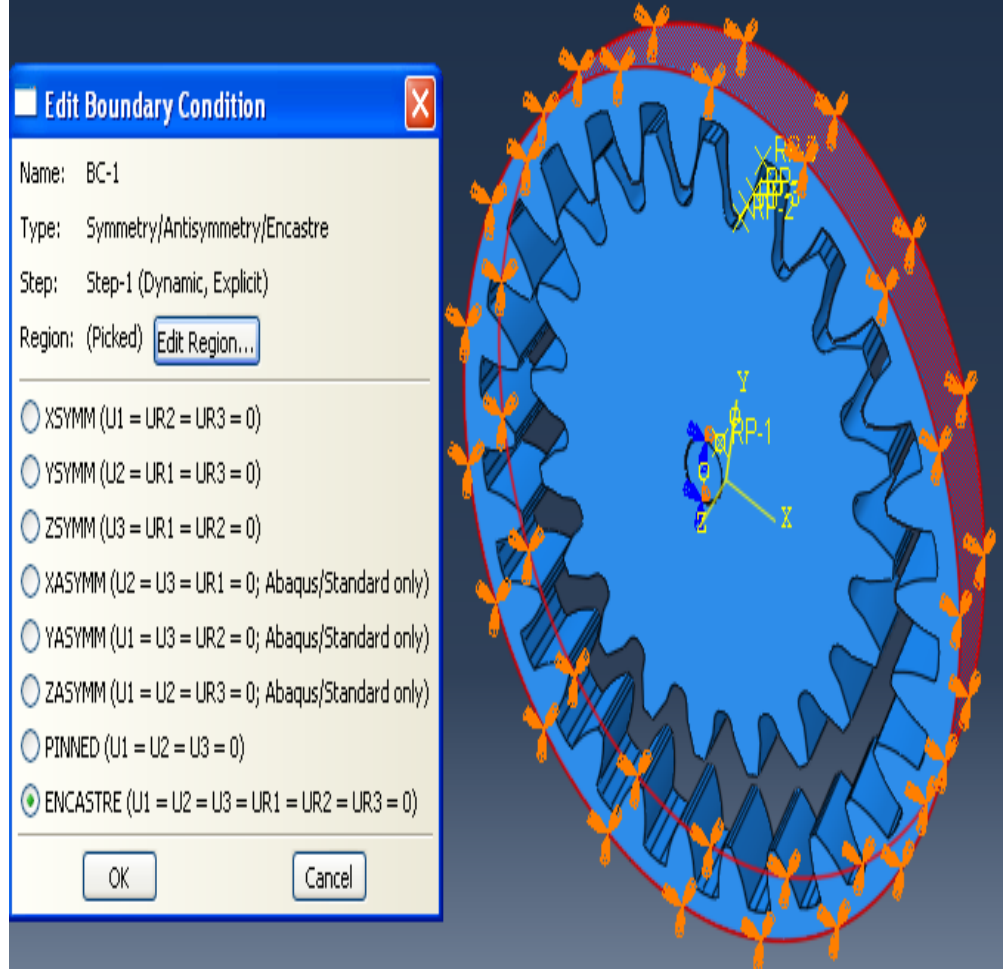 Edit Boundary Condition
Name: BC-1
Type: Symmetry/Antisymmetry/Encastre
Step: Step-1 (Dynamic, Explicit)
Region: (Picked) Edit Region...
XSYMM (U1 = UR2 = UR3 = 0)
YSYMM (U2 = UR1 = UR3 = 0)
ZSYMM (U3 = UR1 = UR2 = 0)
XASYMM (U2 = U3 = UR1 = 0; Abaqus/Standard only)
YASYMM (U1 = U3 = UR2 = 0; Abaqus/Standard only)
ZASYMM (U1 = U2 = UR3 = 0; Abaqus/Standard only)
PINNED (U1 = U2 = U3 = 0)
ENCASTRE (U1 = U2 = U3 = UR1 = UR2 = UR3 = 0)
OK Cancel
RP-2
Y
RP-1
Z
X